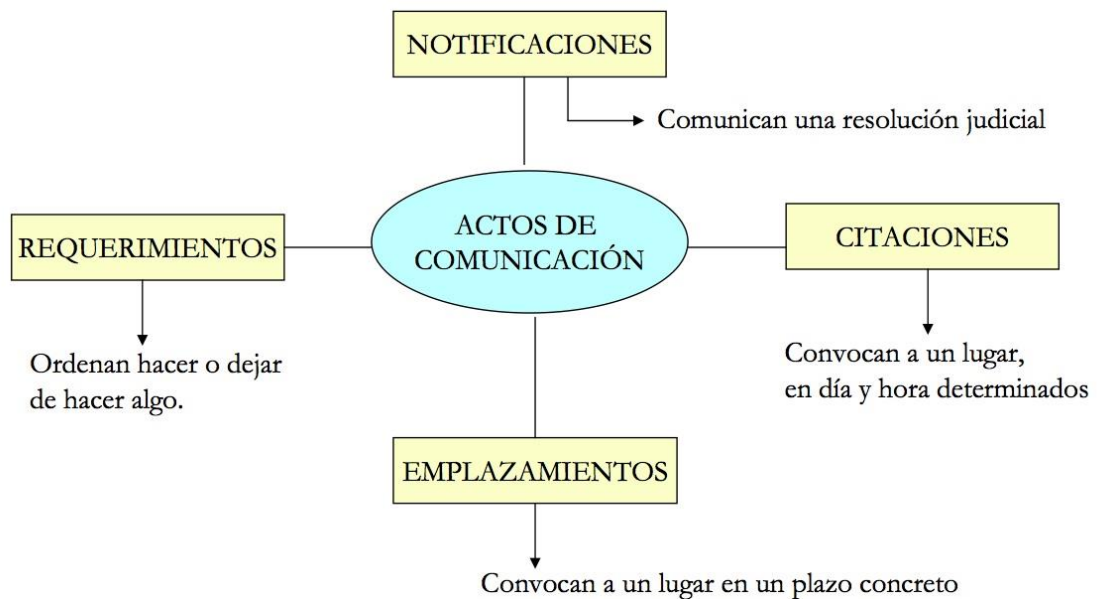 NOTIFICACIONES
Comunican una resolución judicial
ACTOS DE
COMUNICACIÓN
REQUERIMIENTOS
Ordenan hacer o dejar
de hacer algo.
CITACIONES
Convocan a un lugar,
en día y hora determinados
EMPLAZAMIENTOS
Convocan a un lugar en un plazo concreto